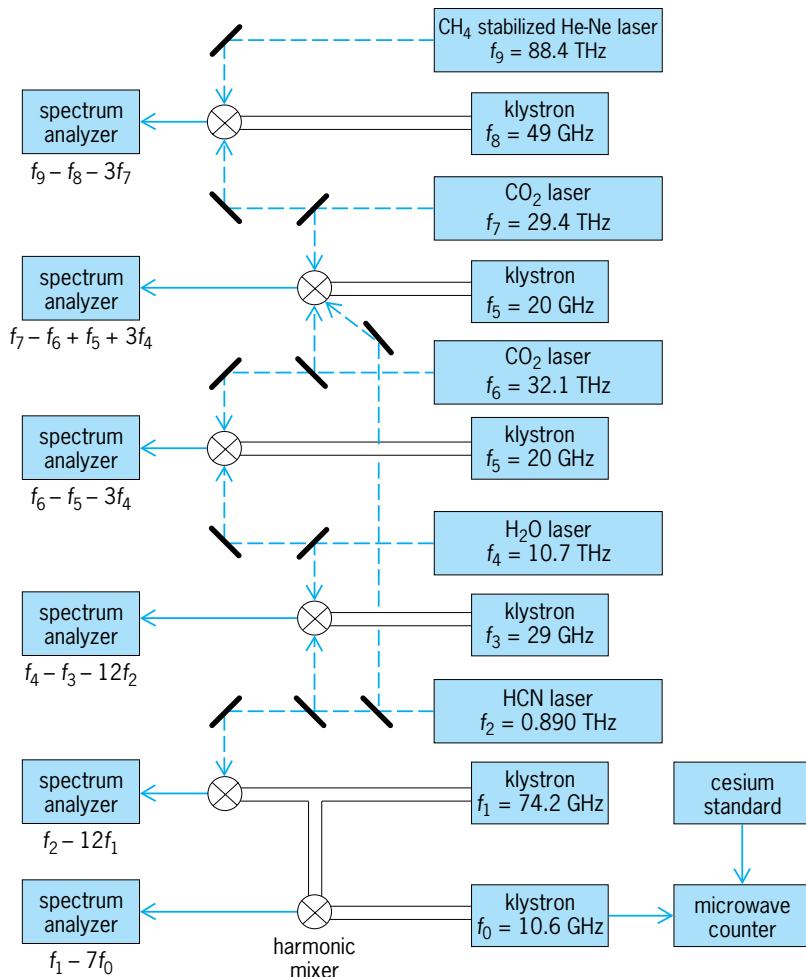 CH₄ stabilized He-Ne laser
f₉ = 88.4 THz
spectrum
analyzer
f₉ – f₈ – 3f₇
klystron
f₈ = 49 GHz
CO₂ laser
f₇ = 29.4 THz
spectrum
analyzer
f₇ – f₆ + f₅ + 3f₄
klystron
f₅ = 20 GHz
CO₂ laser
f₆ = 32.1 THz
spectrum
analyzer
f₆ – f₅ – 3f₄
klystron
f₅ = 20 GHz
H₂O laser
f₄ = 10.7 THz
spectrum
analyzer
f₄ – f₃ – 12f₂
klystron
f₃ = 29 GHz
HCN laser
f₂ = 0.890 THz
spectrum
analyzer
f₂ – 12f₁
klystron
f₁ = 74.2 GHz
cesium
standard
spectrum
analyzer
f₁ – 7f₀
harmonic
mixer
klystron
f₀ = 10.6 GHz
microwave
counter